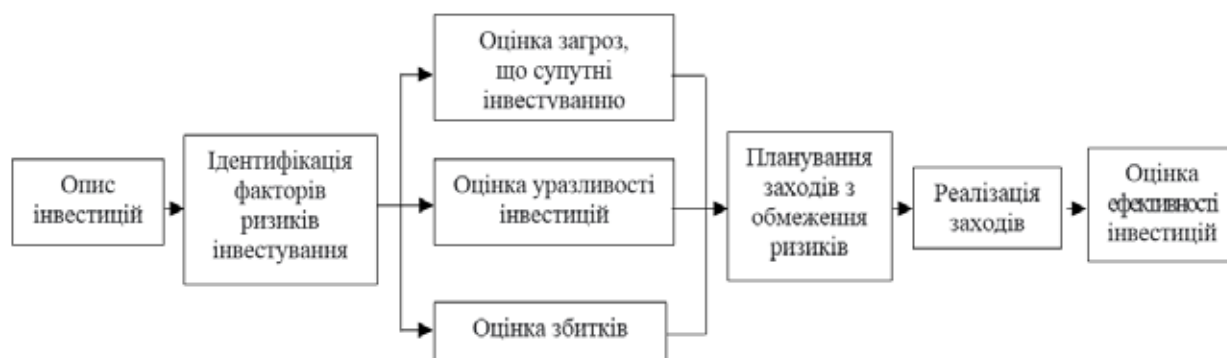 Опис
інвестицій
Ідентифікація
факторів
ризиків
інвестування
Оцінка загроз,
що супутні
інвестуванню
Оцінка уразливості
інвестицій
Оцінка збитків
Планування
заходів з
обмеження
ризиків
Реалізація
заходів
Оцінка
ефективності
інвестицій